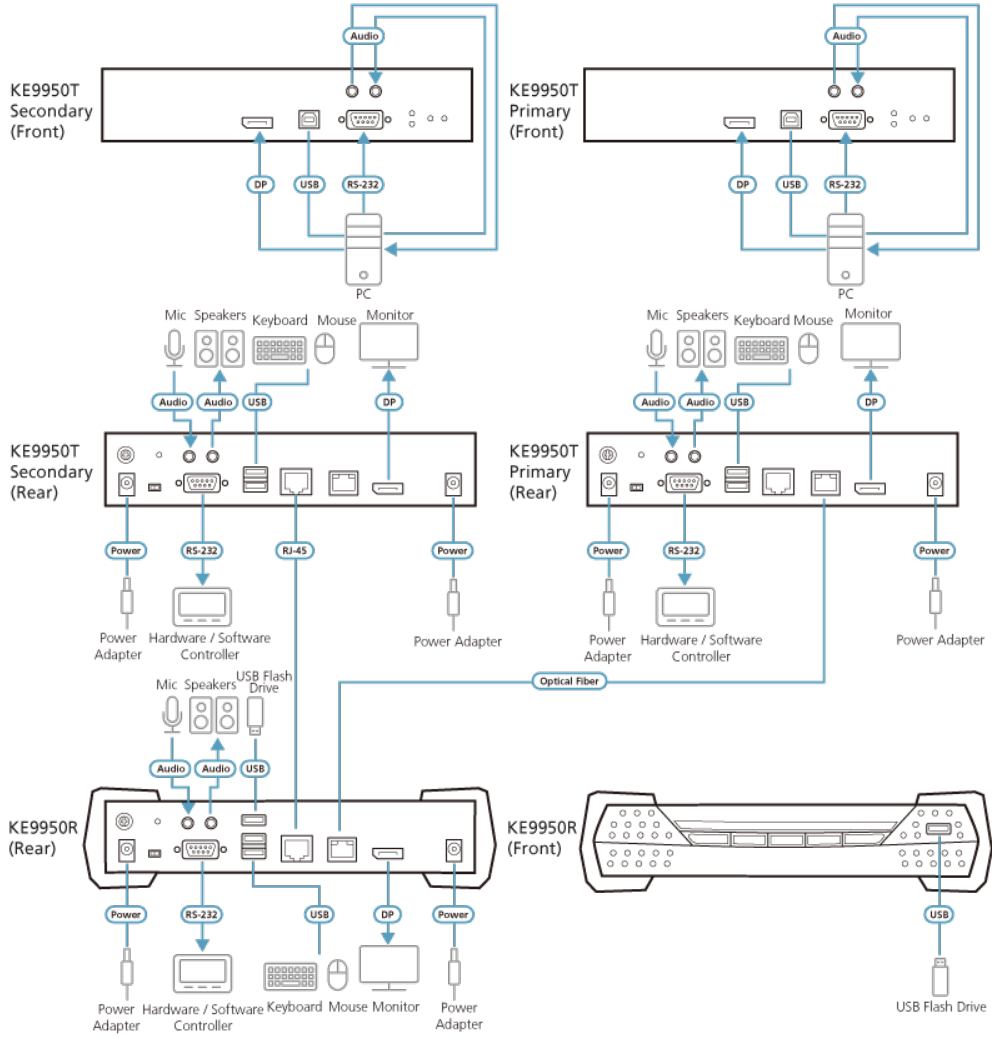 Audio
Audio
KE9950T
Secondary
(Front)
KE9950T
Primary
(Front)
DP
USB
RS-232
DP
USB
RS-232
PC
PC
Mic
Speakers
Keyboard
Mouse
Monitor
Mic
Speakers
Keyboard
Mouse
Monitor
Audio
Audio
USB
DP
Audio
Audio
USB
DP
KE9950T
Secondary
(Rear)
KE9950T
Primary
(Rear)
Power
RS-232
RJ-45
Power
Power
RS-232
Power
Power
Adapter
Hardware / Software
Controller
Power Adapter
Power
Adapter
Hardware / Software
Controller
Power Adapter
Optical Fiber
Mic
Speakers
USB Flash
Drive
Audio
Audio
USB
KE9950R
(Rear)
KE9950R
(Front)
Power
RS-232
USB
DP
Power
USB
Power
Adapter
Hardware / Software
Controller
Keyboard
Mouse
Monitor
Power
Adapter
USB Flash Drive